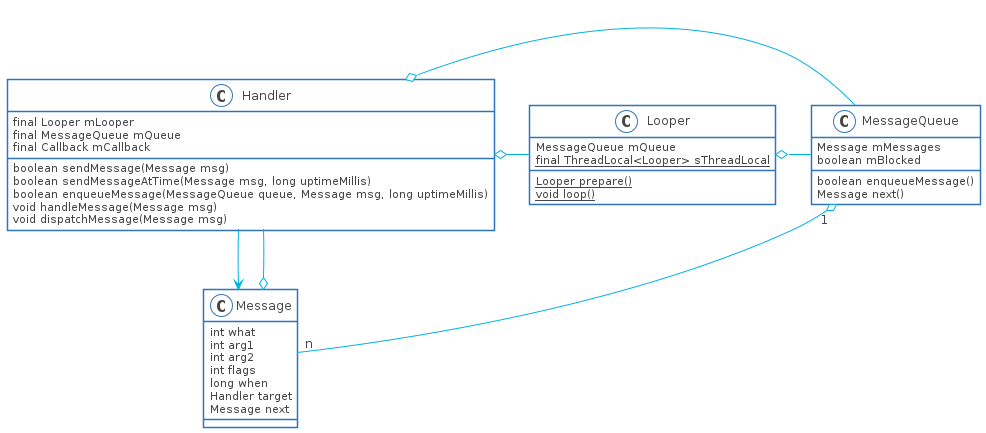 C Handler
final Looper mLooper
final MessageQueue mQueue
final Callback mCallback
boolean sendMessage(Message msg)
boolean sendMessageAtTime(Message msg, long uptimeMillis)
boolean enqueueMessage(MessageQueue queue, Message msg, long uptimeMillis)
void handleMessage(Message msg)
void dispatchMessage(Message msg)
C Looper
MessageQueue mQueue
final ThreadLocal<Looper> sThreadLocal
Looper prepare()
void loop()
C MessageQueue
Message mMessages
boolean mBlocked
boolean enqueueMessage()
Message next()
1
n
C Message
int what
int arg1
int arg2
int flags
long when
Handler target
Message next